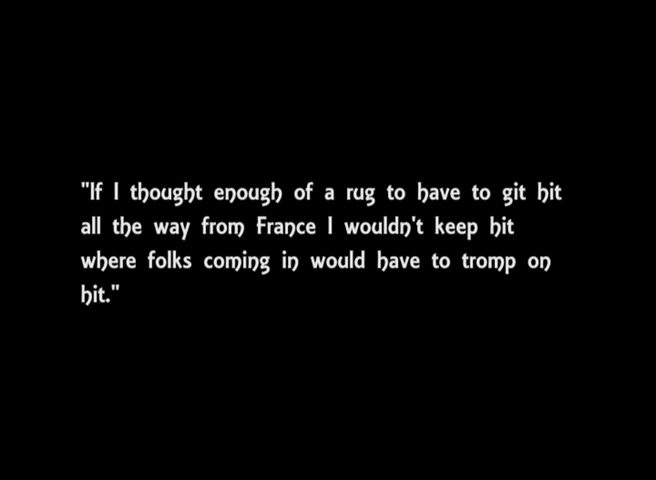 "If I thought enough of a rug to have to git hit
all the way from France I wouldn't keep hit
where folks coming in would have to tromp on
hit."